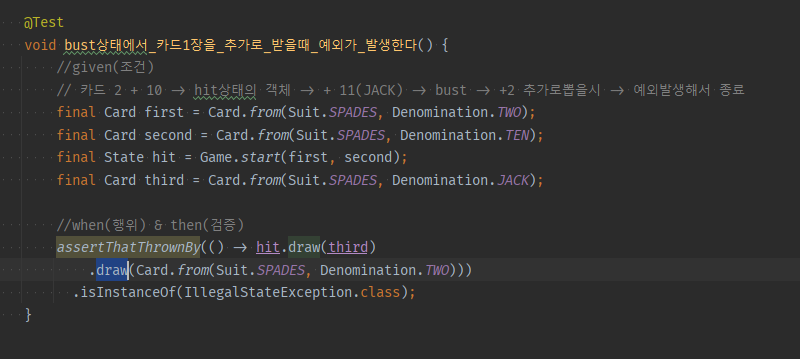 @Test
void bust상태에서_카드1장을_추가로_받을때_예외가_발생한다() {
//given(조건)
// 카드 2 + 10 -> hit상태의 객체 -> + 11(JACK) -> bust -> +2 추가로뽑을시 -> 예외발생해서 종료
final Card first = Card.from(Suit.SPADES, Denomination.TWO);
final Card second = Card.from(Suit.SPADES, Denomination.TEN);
final State hit = Game.start(first, second);
final Card third = Card.from(Suit.SPADES, Denomination.JACK);
//when(행위) & then(검증)
assertThatThrownBy(() -> hit.draw(third)
.draw(Card.from(Suit.SPADES, Denomination.TWO)))
.isInstanceOf(IllegalStateException.class);
}